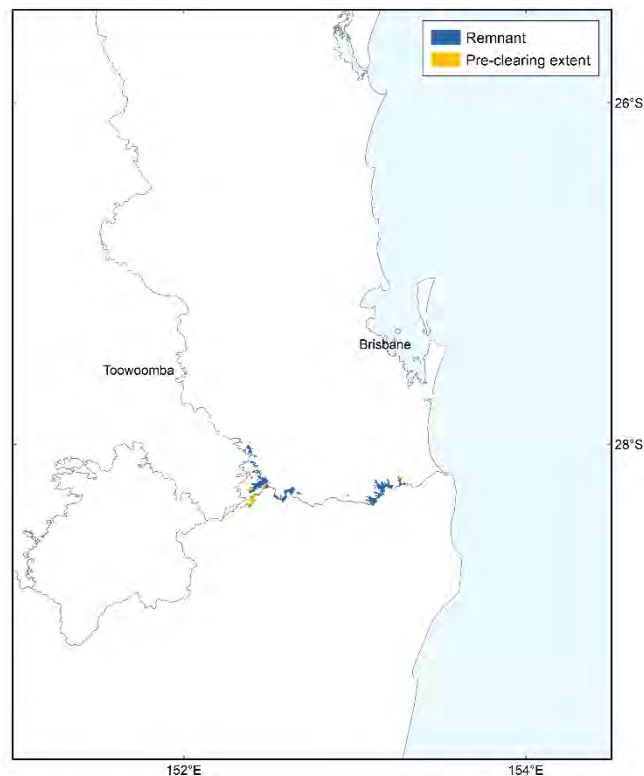 Remnant
Pre-clearing extent
26°S
Brisbane
Toowoomba
28°S
152°E
154°E